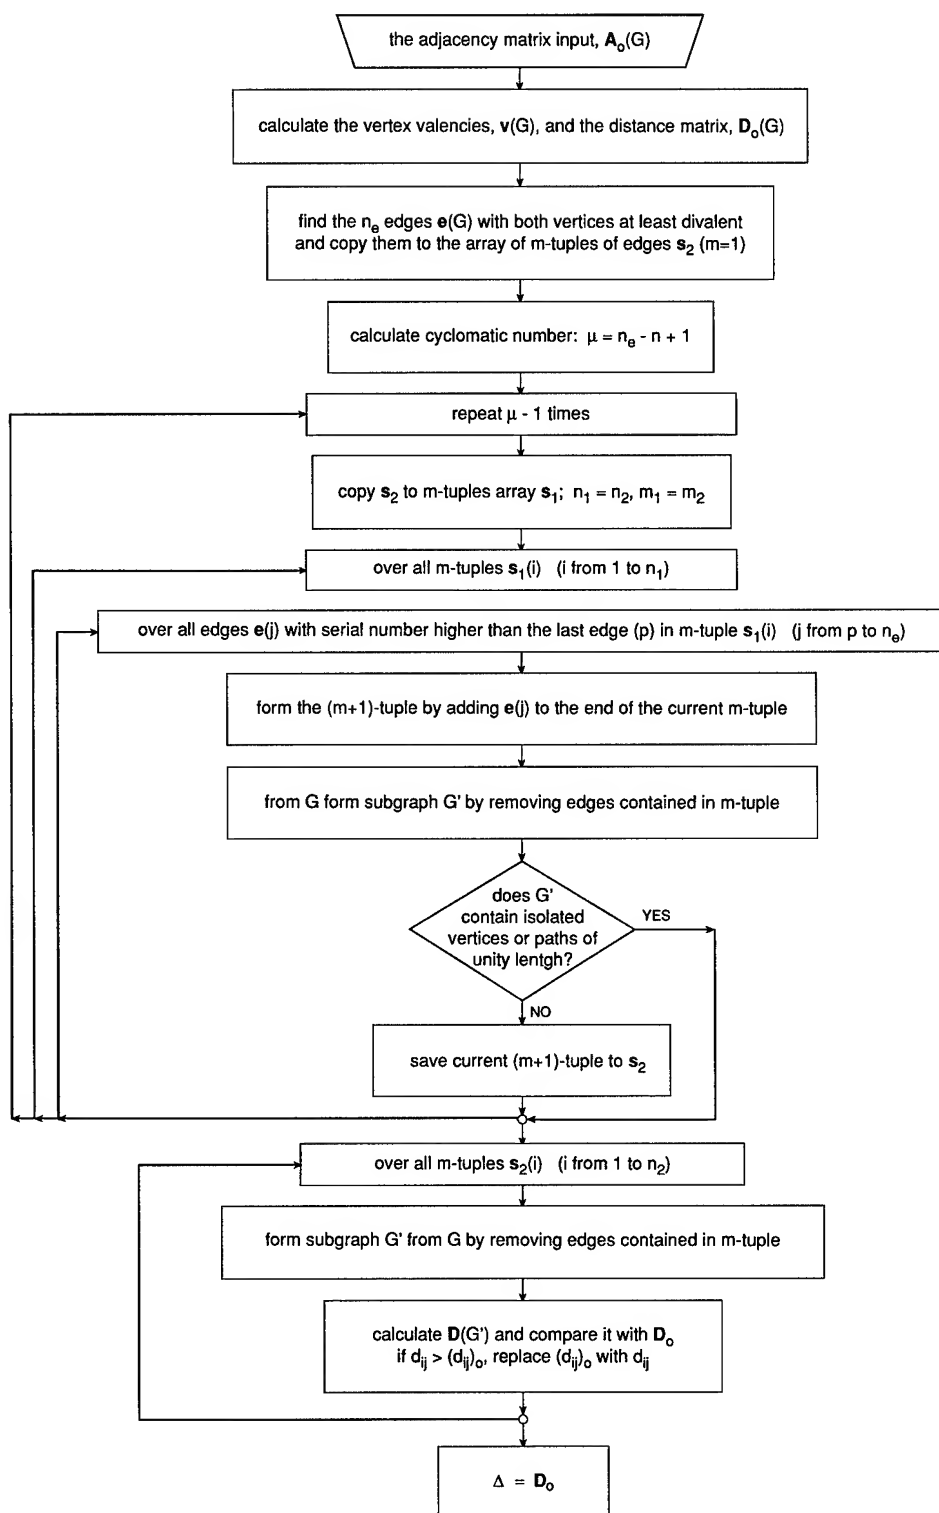 the adjacency matrix input, Aₒ(G)
calculate the vertex valencies, v(G), and the distance matrix, Dₒ(G)
find the nₑ edges e(G) with both vertices at least divalent
and copy them to the array of m-tuples of edges s₂ (m=1)
calculate cyclomatic number: μ = nₑ - n + 1
repeat μ - 1 times
copy s₂ to m-tuples array s₁; n₁ = n₂, m₁ = m₂
over all m-tuples s₁(i) (i from 1 to n₁)
over all edges e(j) with serial number higher than the last edge (p) in m-tuple s₁(i) (j from p to nₑ)
form the (m+1)-tuple by adding e(j) to the end of the current m-tuple
from G form subgraph G' by removing edges contained in m-tuple
does G'
contain isolated
vertices or paths of
unity lentgh?
YES
NO
save current (m+1)-tuple to s₂
over all m-tuples s₂(i) (i from 1 to n₂)
form subgraph G' from G by removing edges contained in m-tuple
calculate D(G') and compare it with Dₒ
if dᵢⱼ > (dᵢⱼ)ₒ, replace (dᵢⱼ)ₒ with dᵢⱼ
Δ = Dₒ